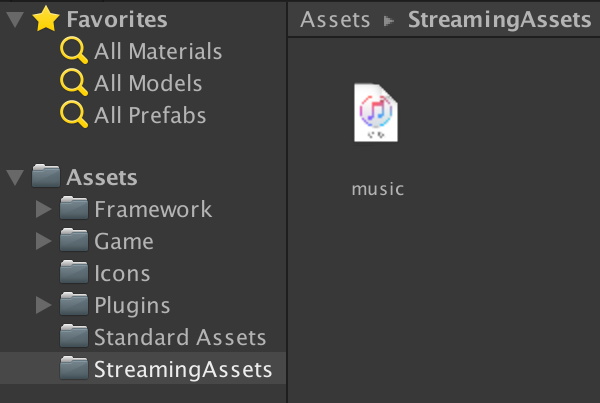 Favorites
All Materials
All Models
All Prefabs
Assets
Framework
Game
Icons
Plugins
Standard Assets
StreamingAssets
Assets ▸ StreamingAssets
music